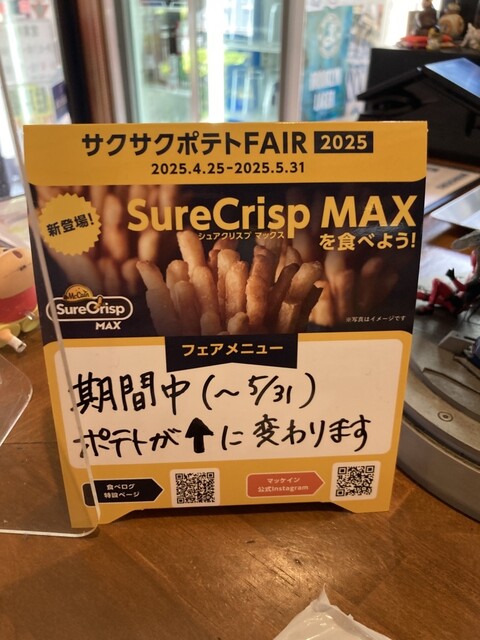 サクサクポテトFAIR 2025
2025.4.25-2025.5.31
新登場!
SureCrisp MAX
シュアクリスプ マックス
を食べよう!
McCain
SureCrisp
MAX
※写真はイメージです
フェアメニュー
期間中(〜5/31)
ポテトが↑に変わります
食べログ
特設ページ
マッケイン
公式Instagram